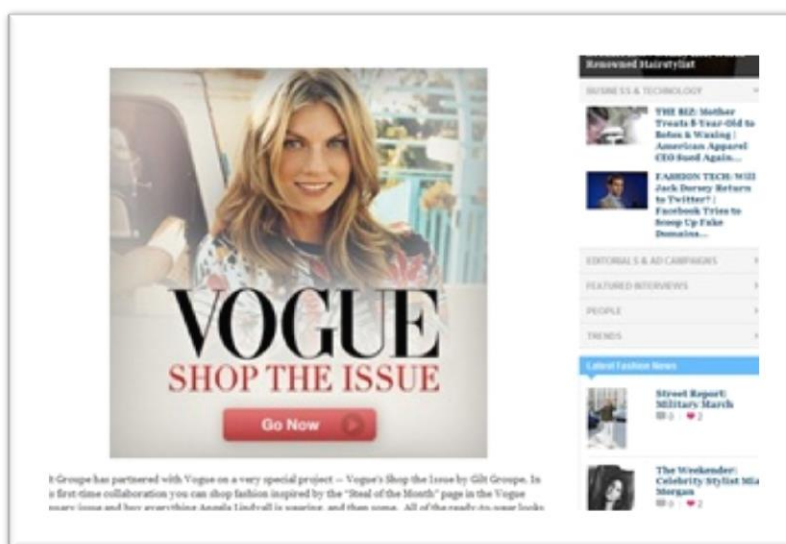 VOGUE
SHOP THE ISSUE
Go Now
t Groupe has partnered with Vogue on a very special project — Vogue's Shop the Issue by Gilt Groupe. In
s first-time collaboration you can shop fashion inspired by the "Steal of the Month" page in the Vogue
issue and buy everything Angela Lindvall is wearing, and then some. All of the ready-to-wear looks
Renowned Hairstylist
BUSINESS & TECHNOLOGY
THE BIZ: Mother
Treats 8-Year-Old to
Botox & Waxing |
American Apparel
CEO Sued Again...
FASHION TECH: Will
Jack Dorsey Return
to Twitter? |
Facebook Tries to
Scoop Up Fake
Domains...
EDITORIALS & AD CAMPAIGNS
FEATURED INTERVIEWS
PEOPLE
TRENDS
Latest Fashion News
Street Report:
Military March
0 | 2
The Weekender:
Celebrity Stylist Mia
Morgan
0 | 2